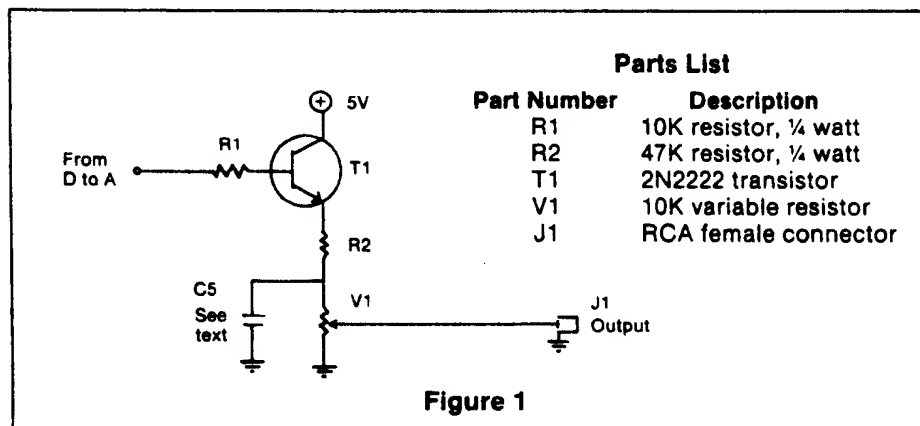 5V
R1
From
D to A
T1
R2
C5
See
text
V1
J1
Output
Parts List
Part Number Description
R1 10K resistor, ¼ watt
R2 47K resistor, ¼ watt
T1 2N2222 transistor
V1 10K variable resistor
J1 RCA female connector
Figure 1